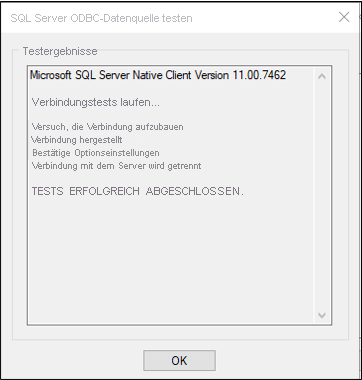 SQL Server ODBC-Datenquelle testen
Testergebnisse
Microsoft SQL Server Native Client Version 11.00.7462
Verbindungstests laufen...
Versuch, die Verbindung aufzubauen
Verbindung hergestellt
Bestätige Optionseinstellungen
Verbindung mit dem Server wird getrennt
TESTS ERFOLGREICH ABGESCHLOSSEN.
OK